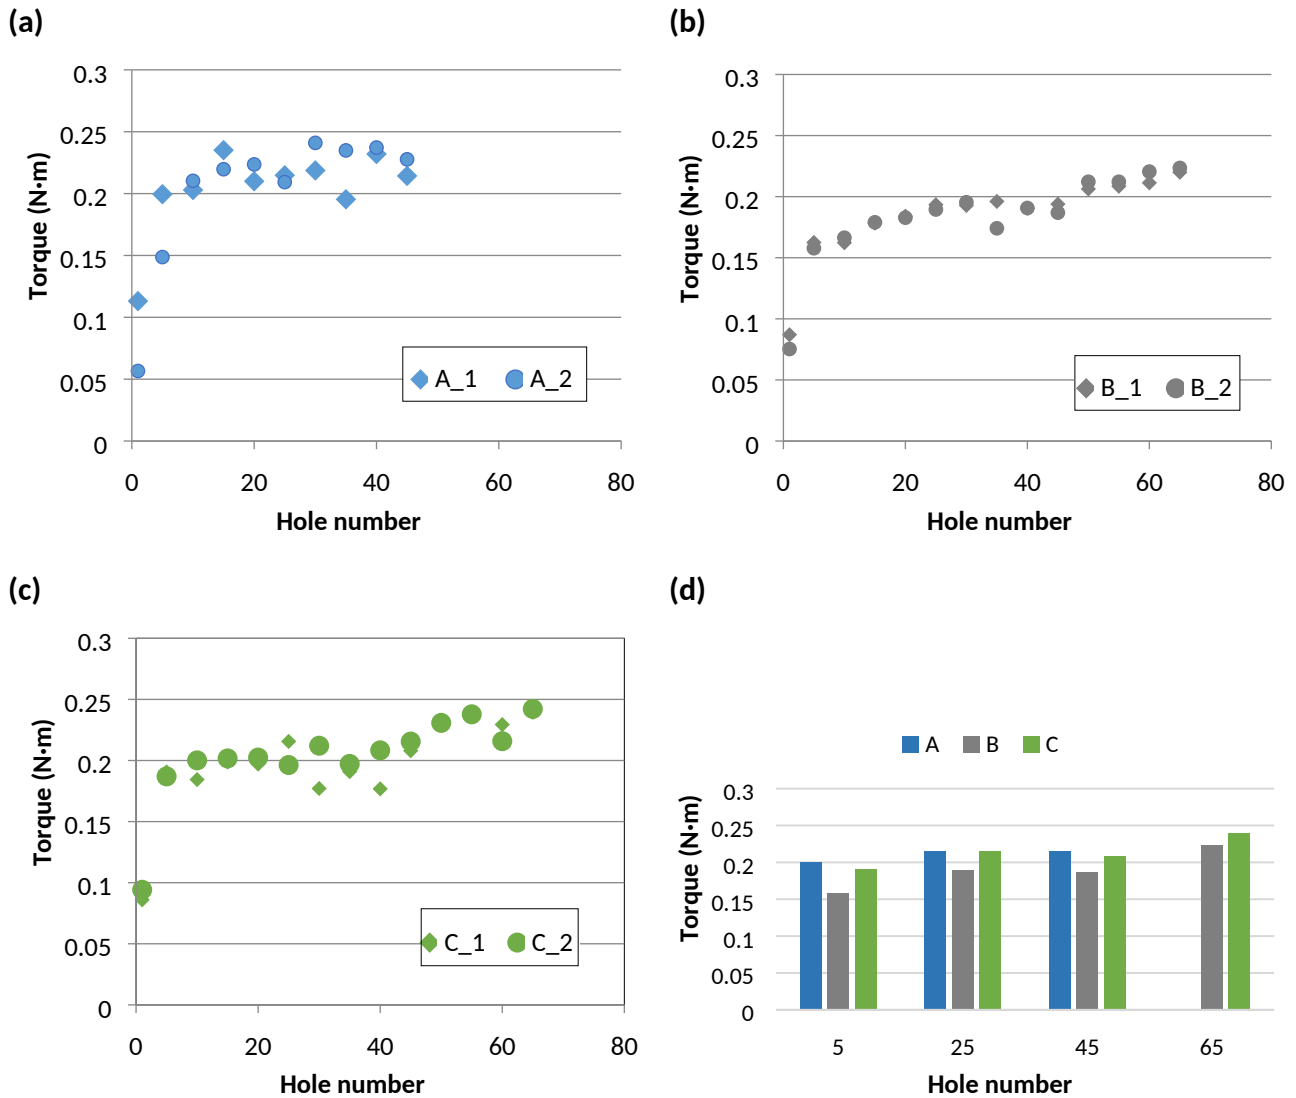 (a)
0.3
0.25
0.2
0.15
0.1
0.05
0
Torque (N·m)
A_1 A_2
0 20 40 60 80
Hole number
(b)
0.3
0.25
0.2
0.15
0.1
0.05
0
Torque (N·m)
B_1 B_2
0 20 40 60 80
Hole number
(c)
0.3
0.25
0.2
0.15
0.1
0.05
0
Torque (N·m)
C_1 C_2
0 20 40 60 80
Hole number
(d)
A B C
0.3
0.25
0.2
0.15
0.1
0.05
0
Torque (N·m)
5 25 45 65
Hole number